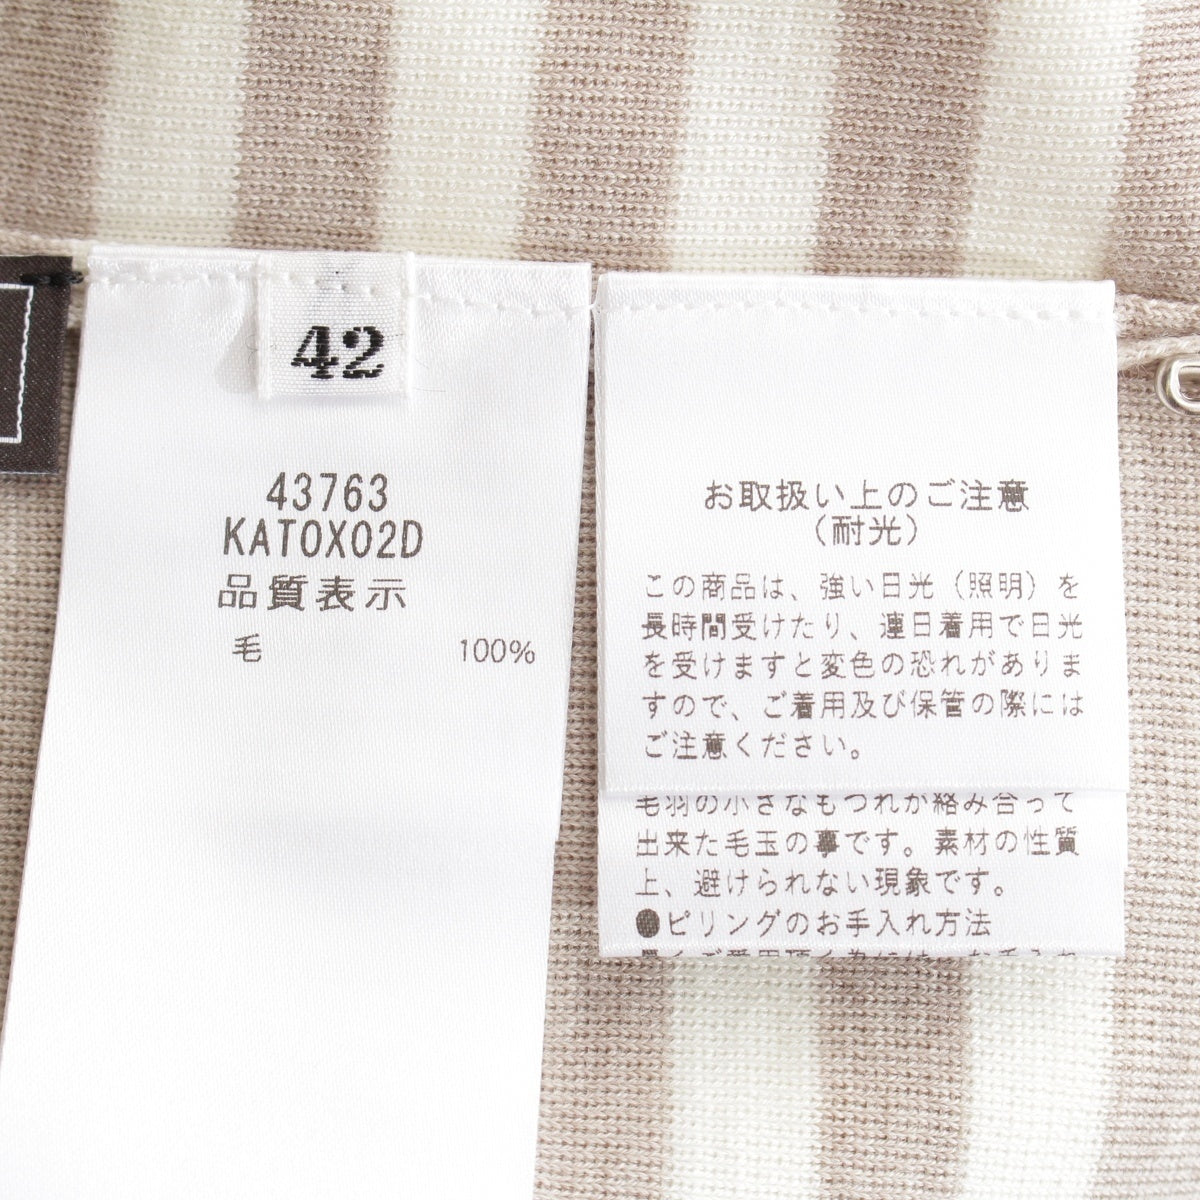 42
43763
KATOX02D
品質表示
毛 100%
お取扱い上のご注意
（耐光）
この商品は、強い日光（照明）を
長時間受けたり、連日着用で日光
を受けますと変色の恐れがありま
すので、ご着用及び保管の際には
ご注意ください。
毛羽の小さなもつれが絡み合って
出来た毛玉の事です。素材の性質
上、避けられない現象です。
●ピリングのお手入れ方法